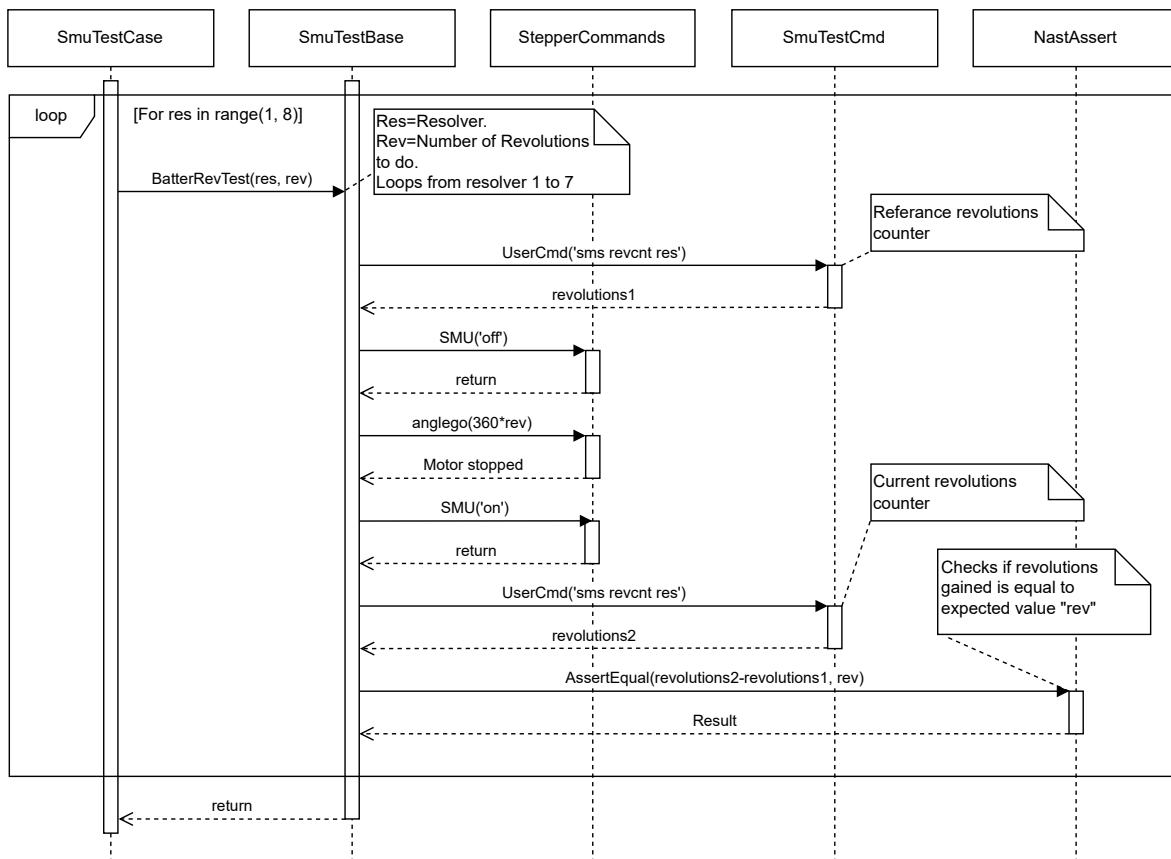 SmuTestCase
SmuTestBase
StepperCommands
SmuTestCmd
NastAssert
loop
[For res in range(1, 8)]
Res=Resolver.
Rev=Number of Revolutions
to do.
Loops from resolver 1 to 7
BatterRevTest(res, rev)
Referance revolutions
counter
UserCmd('sms revcnt res')
revolutions1
SMU('off')
return
anglego(360*rev)
Motor stopped
Current revolutions
counter
SMU('on')
return
Checks if revolutions
gained is equal to
expected value "rev"
UserCmd('sms revcnt res')
revolutions2
AssertEqual(revolutions2-revolutions1, rev)
Result
return